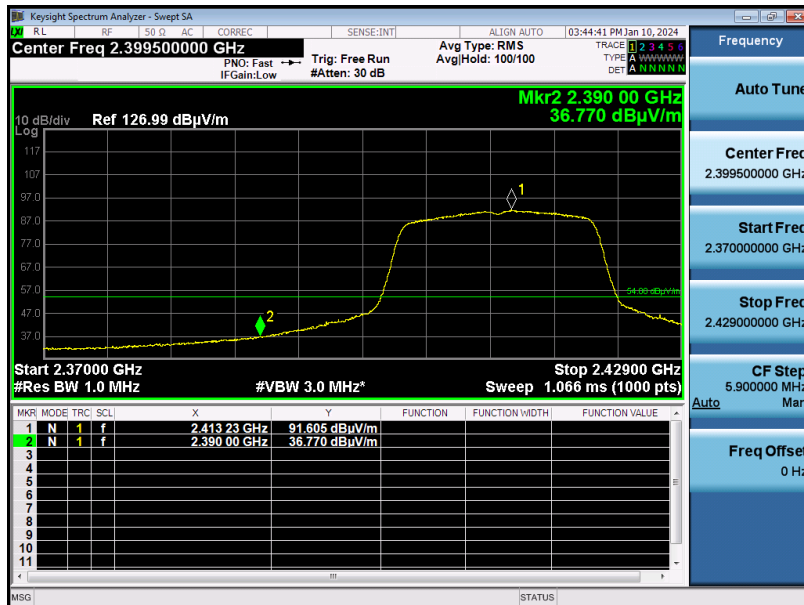 Keysight Spectrum Analyzer - Swept SA
LXI RL RF 50 Ω AC CORREC SENSE:INT ALIGN AUTO 03:44:41 PM Jan 10, 2024
Center Freq 2.399500000 GHz
PNO: Fast
IFGain:Low
Trig: Free Run
#Atten: 30 dB
Avg Type: RMS
Avg|Hold: 100/100
TRACE 1 2 3 4 5 6
TYPE A WWWWW
DET A N N N N N
Mkr2 2.390 00 GHz
36.770 dBµV/m
10 dB/div
Log
Ref 126.99 dBµV/m
117
107
97.0
87.0
77.0
67.0
57.0
47.0
37.0
1
2
54.00 dBµV/m
Start 2.37000 GHz Stop 2.42900 GHz
#Res BW 1.0 MHz #VBW 3.0 MHz* Sweep 1.066 ms (1000 pts)
MKR MODE TRC SCL X Y FUNCTION FUNCTION WIDTH FUNCTION VALUE
1 N 1 f 2.413 23 GHz 91.605 dBµV/m
2 N 1 f 2.390 00 GHz 36.770 dBµV/m
3
4
5
6
7
8
9
10
11
MSG STATUS
Frequency
Auto Tune
Center Freq
2.399500000 GHz
Start Freq
2.370000000 GHz
Stop Freq
2.429000000 GHz
CF Step
5.900000 MHz
Auto Man
Freq Offset
0 Hz